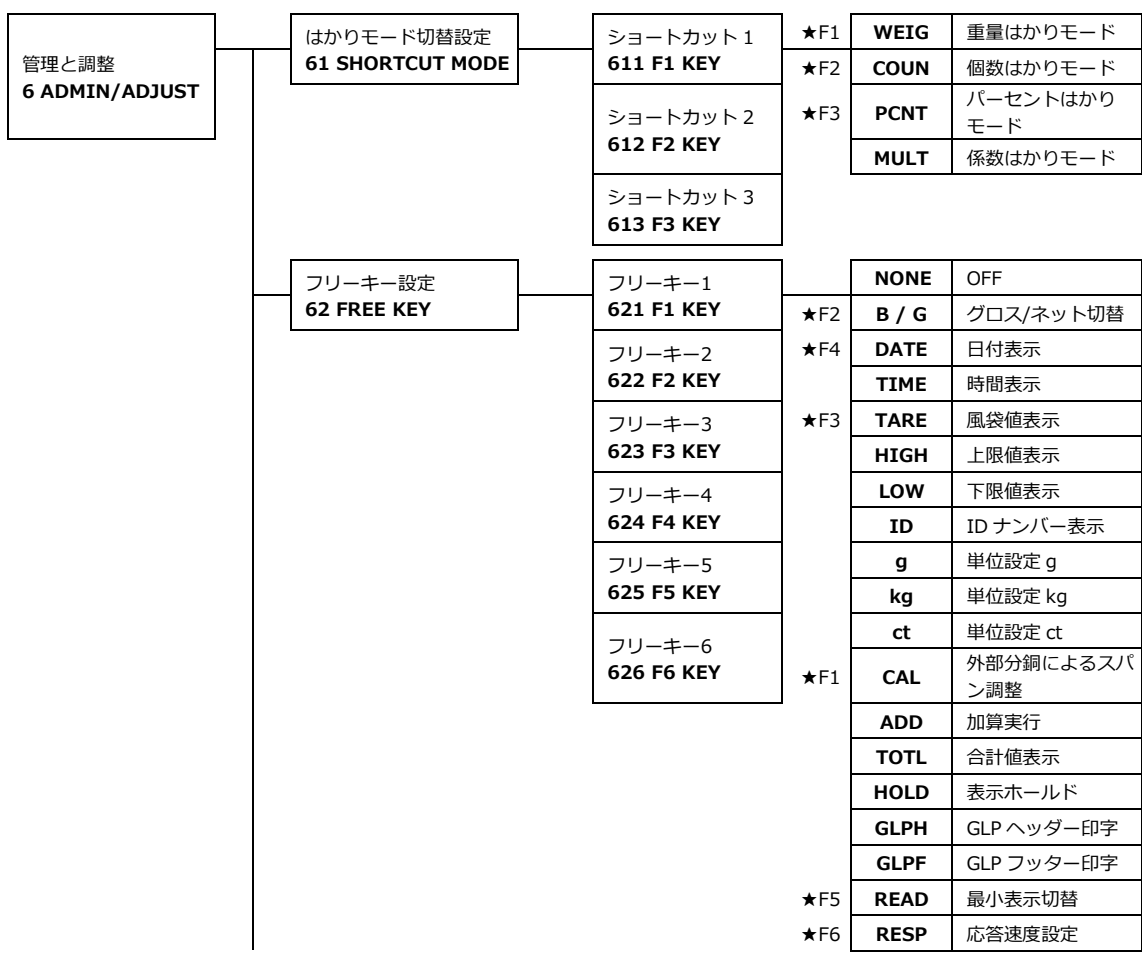 管理と調整
6 ADMIN/ADJUST
はかりモード切替設定
61 SHORTCUT MODE
ショートカット 1
611 F1 KEY
ショートカット 2
612 F2 KEY
ショートカット 3
613 F3 KEY
★F1 WEIG 重量はかりモード
★F2 COUN 個数はかりモード
★F3 PCNT パーセントはかり
モード
MULT 係数はかりモード
フリーキー設定
62 FREE KEY
フリーキー1
621 F1 KEY
フリーキー2
622 F2 KEY
フリーキー3
623 F3 KEY
フリーキー4
624 F4 KEY
フリーキー5
625 F5 KEY
フリーキー6
626 F6 KEY
NONE OFF
★F2 B / G グロス/ネット切替
★F4 DATE 日付表示
TIME 時間表示
★F3 TARE 風袋値表示
HIGH 上限値表示
LOW 下限値表示
ID ID ナンバー表示
g 単位設定 g
kg 単位設定 kg
ct 単位設定 ct
★F1 CAL 外部分銅によるスパ
ン調整
ADD 加算実行
TOTL 合計値表示
HOLD 表示ホールド
GLPH GLP ヘッダー印字
GLPF GLP フッター印字
★F5 READ 最小表示切替
★F6 RESP 応答速度設定